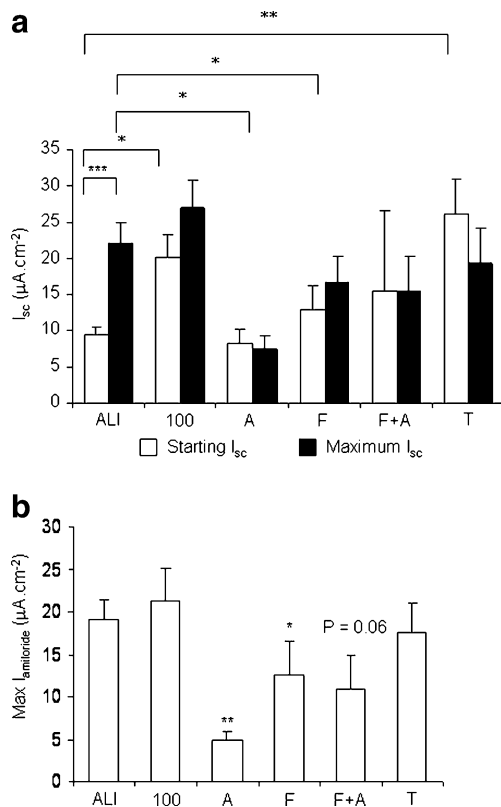 a
**
*
*
*
***
35
30
25
20
15
10
5
0
I_sc (µA.cm⁻²)
ALI 100 A F F+A T
Starting I_sc Maximum I_sc
b
30
25
20
15
10
5
0
Max I_amiloride (µA.cm⁻²)
**
*
P = 0.06
ALI 100 A F F+A T